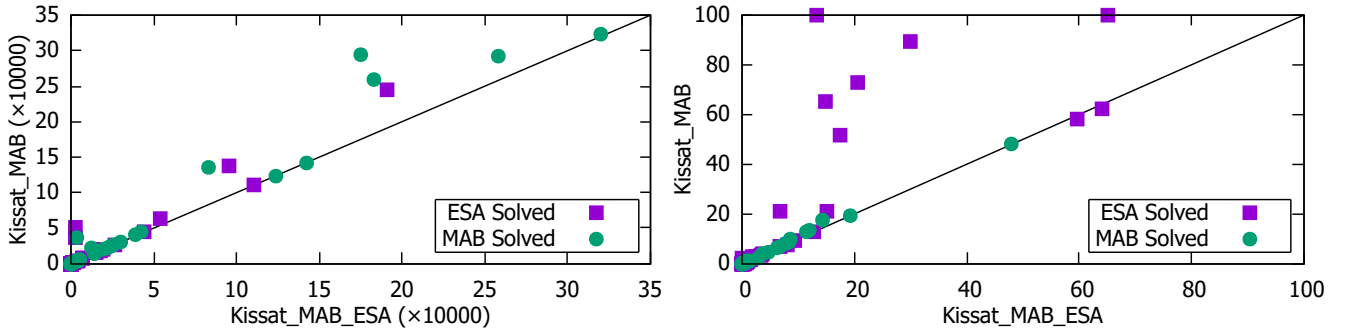 Kissat_MAB (×10000)
35
30
25
20
15
10
5
0
0 5 10 15 20 25 30 35
Kissat_MAB_ESA (×10000)
ESA Solved
MAB Solved
Kissat_MAB
100
80
60
40
20
0
0 20 40 60 80 100
Kissat_MAB_ESA
ESA Solved
MAB Solved